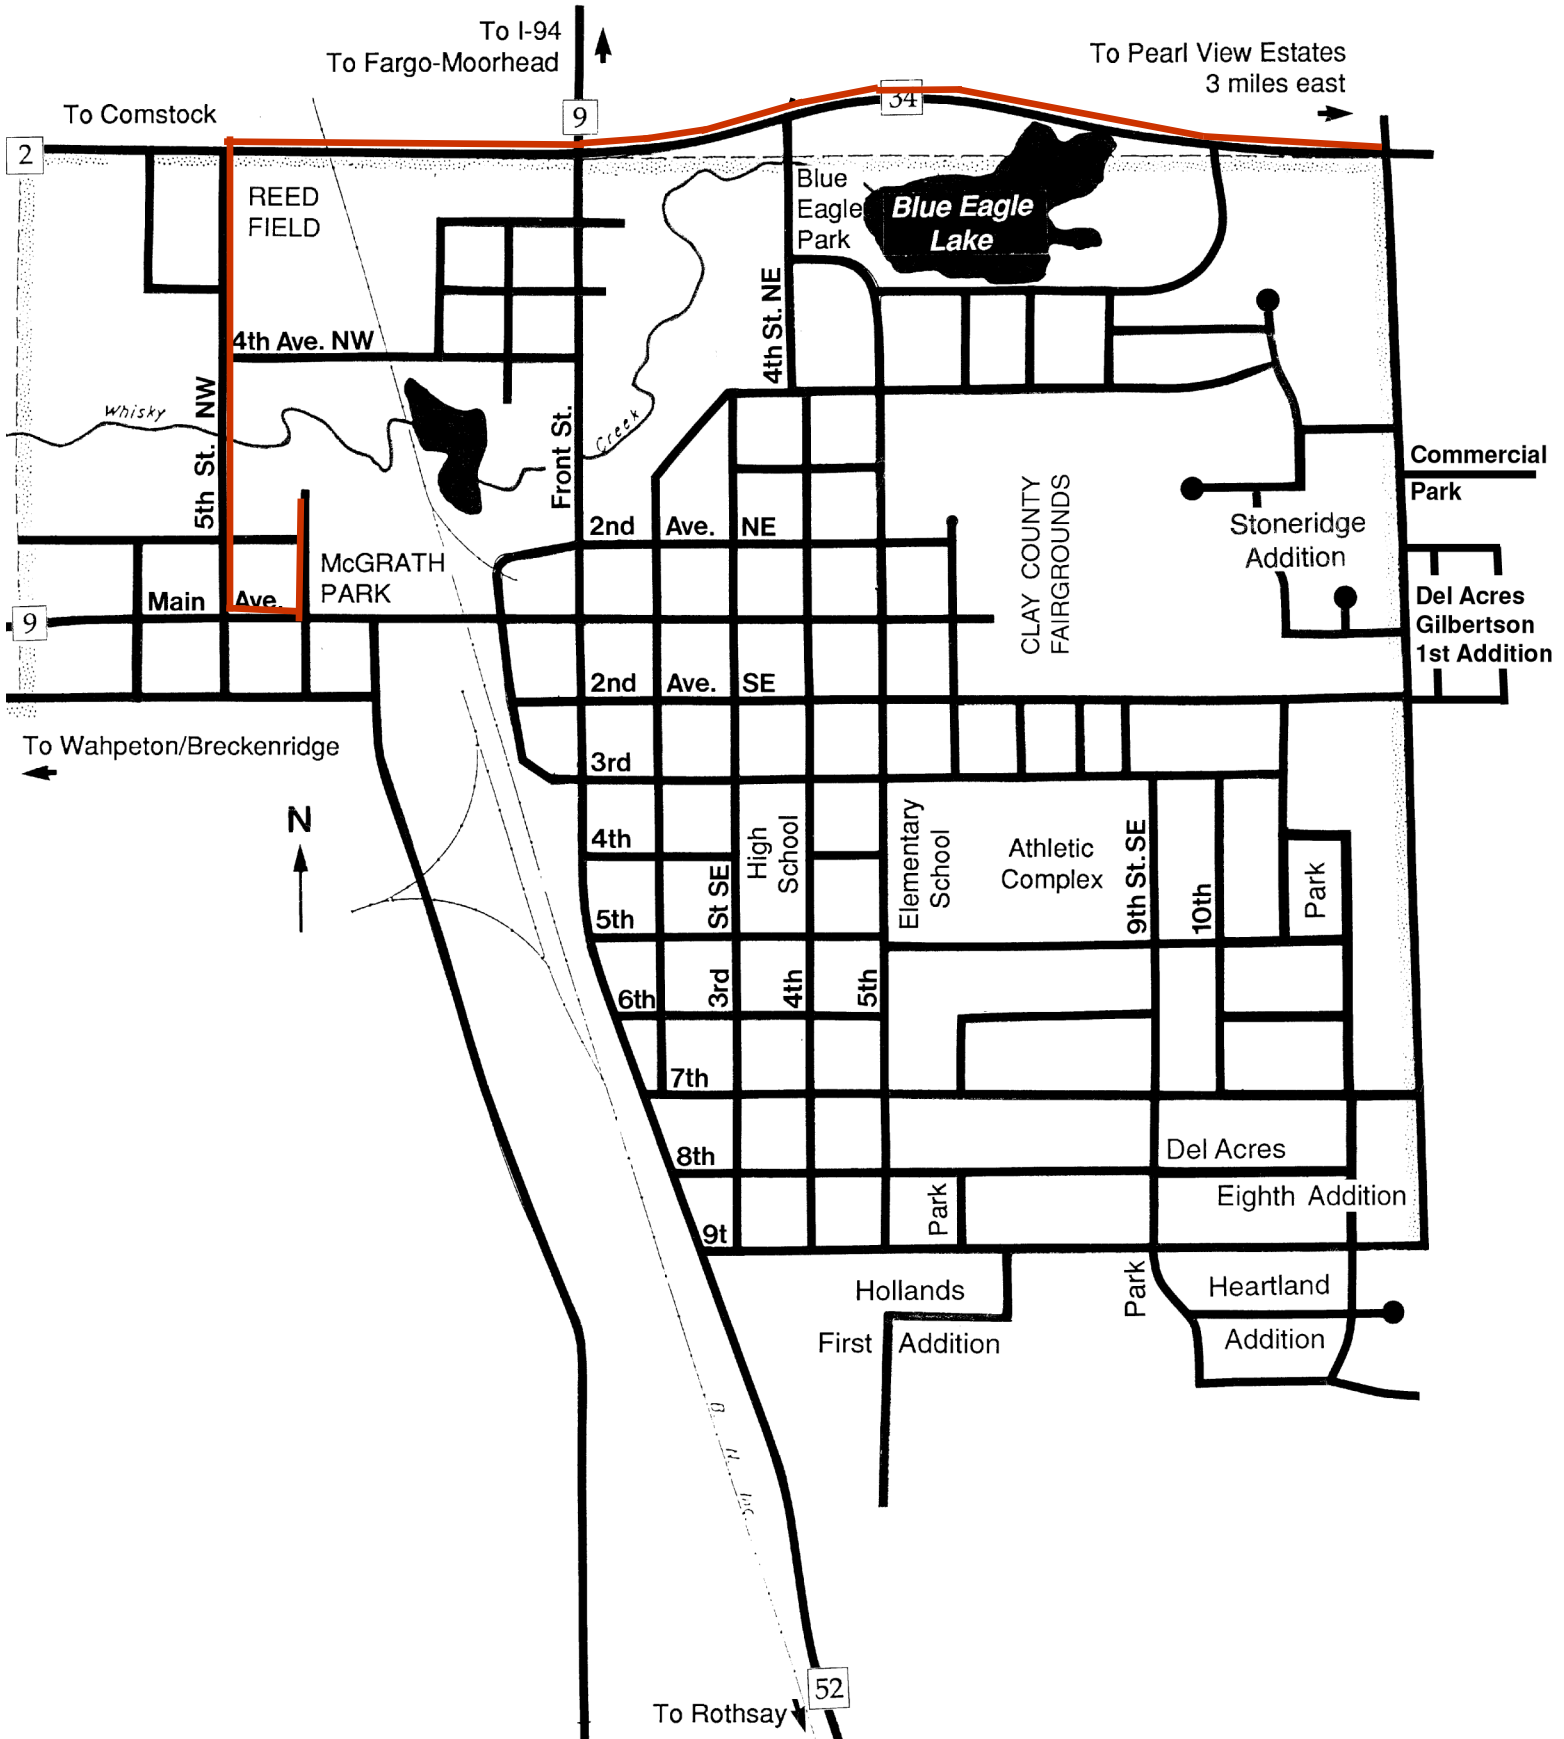 To I-94
To Fargo-Moorhead
To Pearl View Estates
3 miles east
To Comstock
9
34
2
REED
FIELD
Blue
Eagle
Park
Blue Eagle
Lake
4th St. NE
4th Ave. NW
5th St. NW
Whisky
Creek
Front St.
Commercial
Park
2nd Ave. NE
CLAY COUNTY
FAIRGROUNDS
Stoneridge
Addition
McGRATH
PARK
Main Ave.
9
Del Acres
Gilbertson
1st Addition
2nd Ave. SE
To Wahpeton/Breckenridge
3rd
N
4th
High
School
Elementary
School
Athletic
Complex
9th St. SE
10th
Park
St SE
5th
3rd
4th
5th
6th
7th
8th
Del Acres
Eighth Addition
Park
9t
Hollands
First Addition
Park
Heartland
Addition
B
N
52
To Rothsay